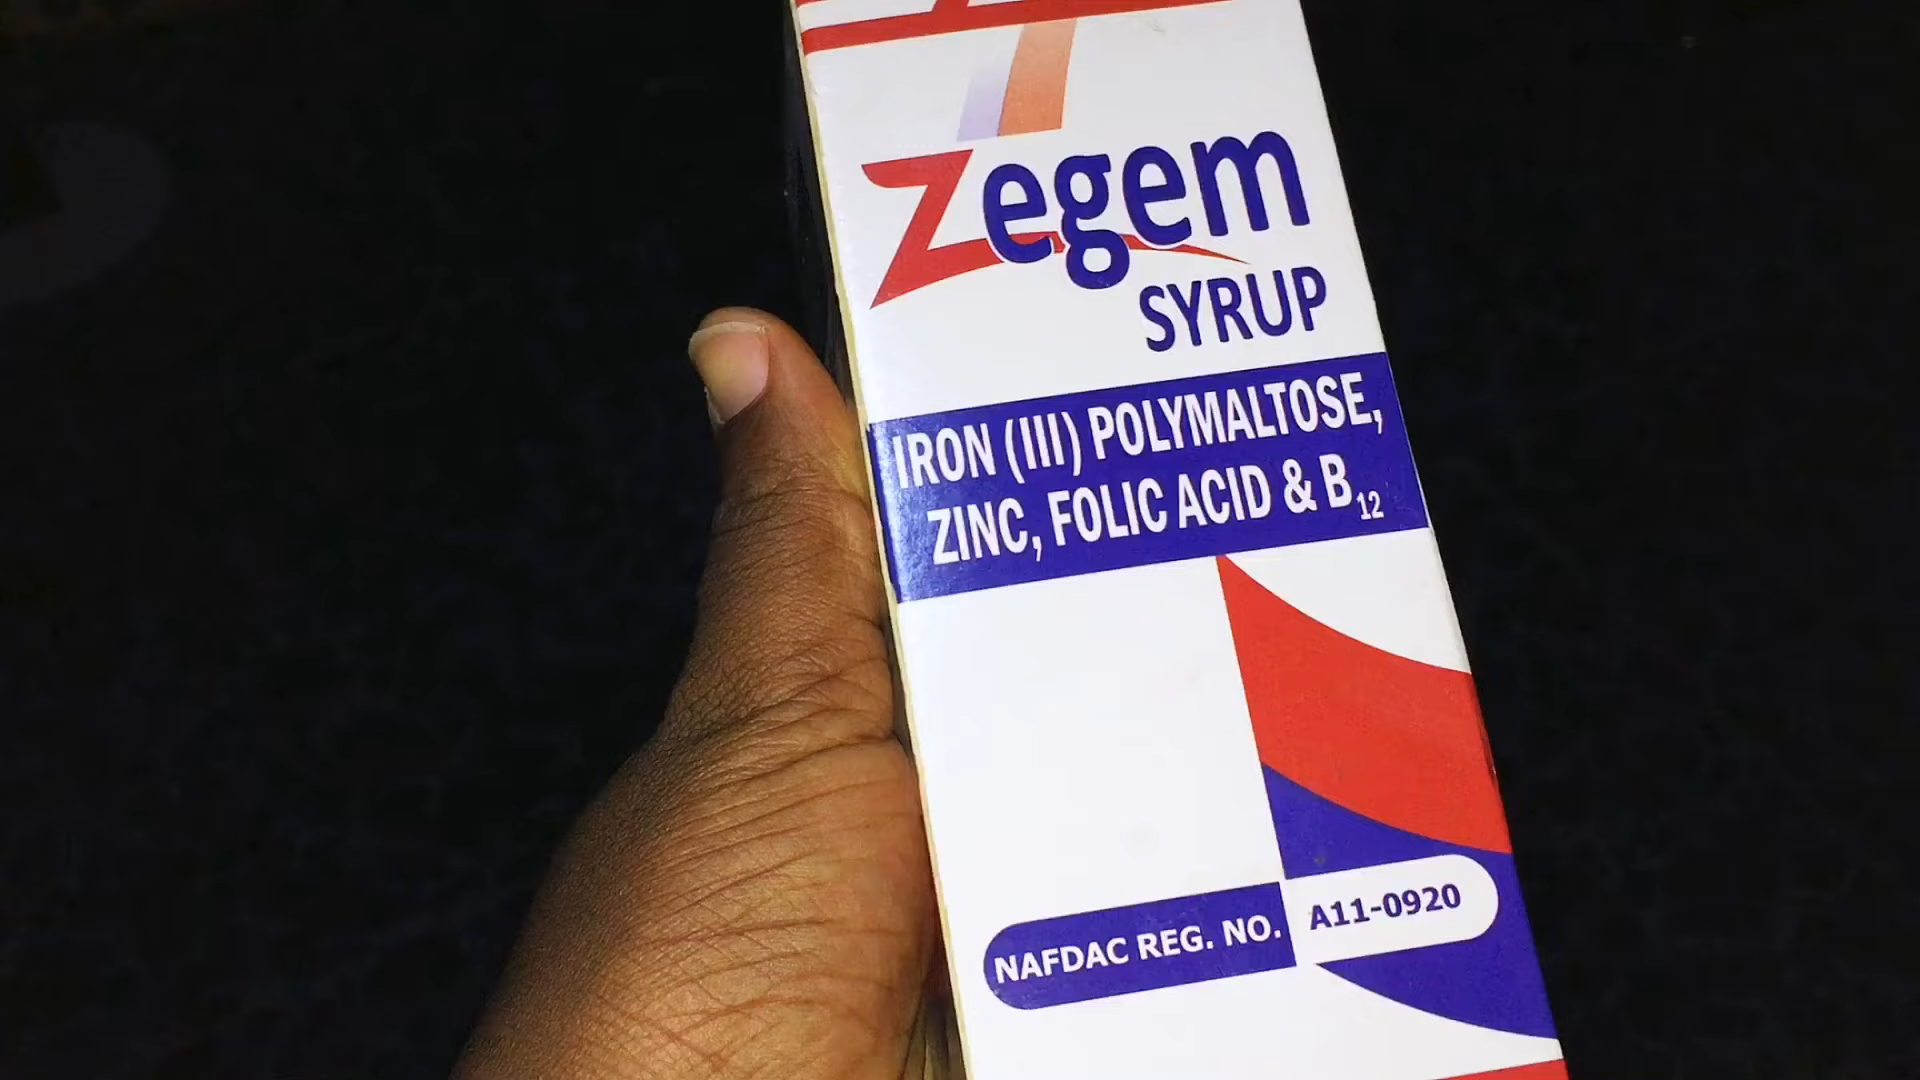 Zegem
SYRUP
IRON (III) POLYMALTOSE,
ZINC, FOLIC ACID & B12
NAFDAC REG. NO. A11-0920